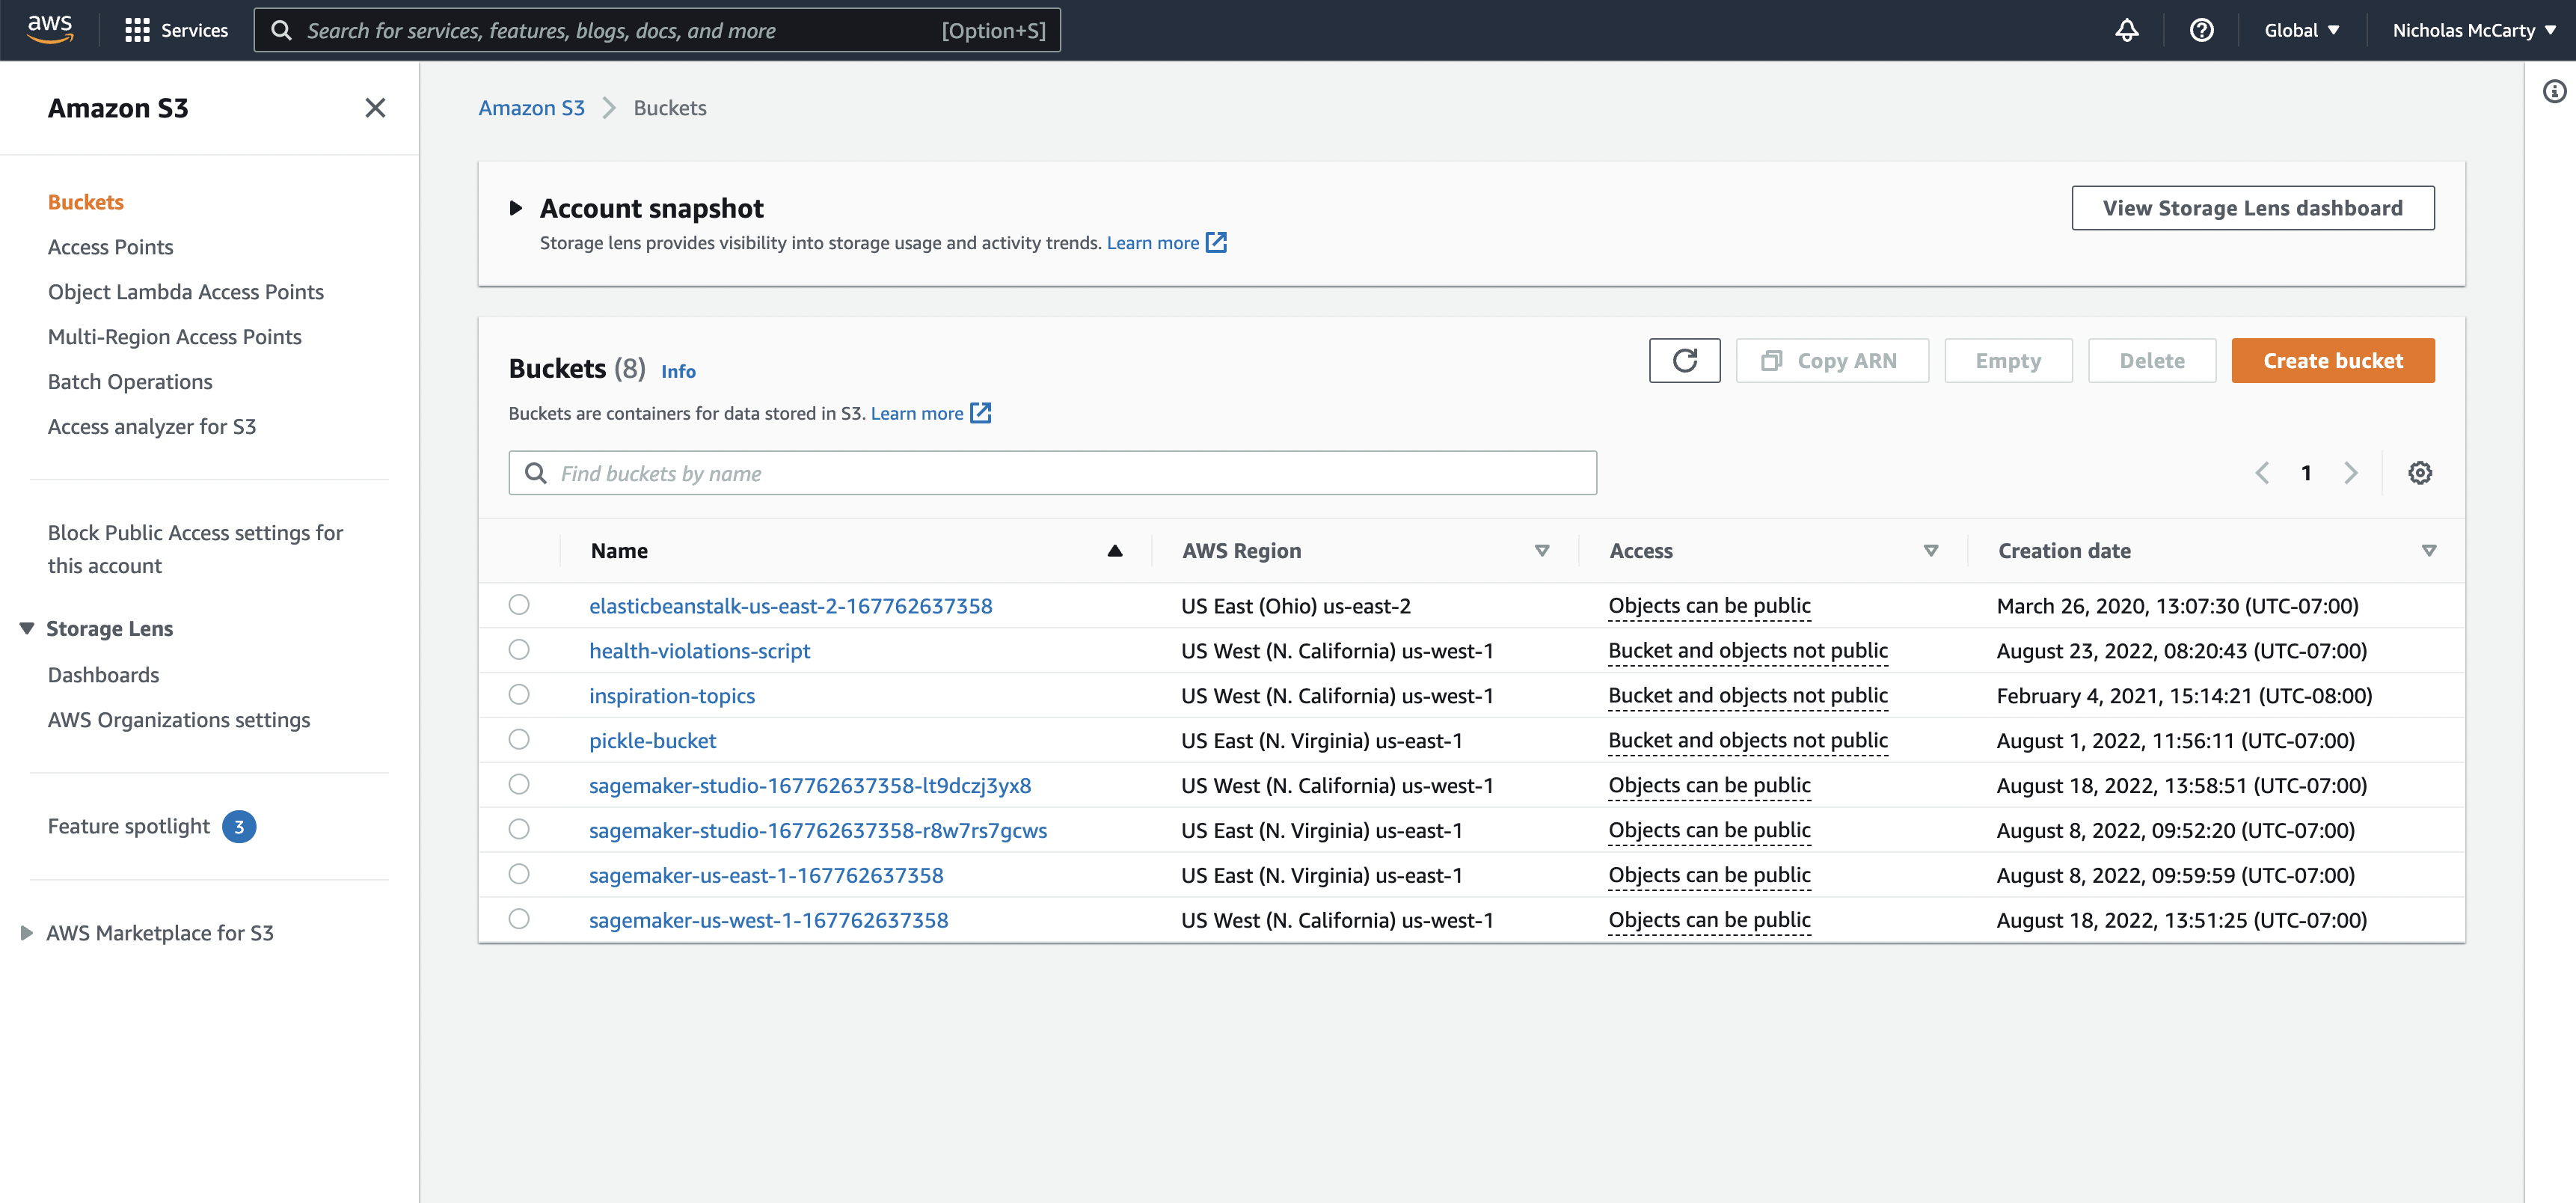 aws
Services
Search for services, features, blogs, docs, and more [Option+S]
Global
Nicholas McCarty
Amazon S3
Buckets
Access Points
Object Lambda Access Points
Multi-Region Access Points
Batch Operations
Access analyzer for S3
Block Public Access settings for
this account
Storage Lens
Dashboards
AWS Organizations settings
Feature spotlight 3
AWS Marketplace for S3
Amazon S3 Buckets
Account snapshot
Storage lens provides visibility into storage usage and activity trends. Learn more
View Storage Lens dashboard
Buckets (8) Info
Buckets are containers for data stored in S3. Learn more
Copy ARN Empty Delete Create bucket
Find buckets by name
1
Name AWS Region Access Creation date
elasticbeanstalk-us-east-2-167762637358 US East (Ohio) us-east-2 Objects can be public March 26, 2020, 13:07:30 (UTC-07:00)
health-violations-script US West (N. California) us-west-1 Bucket and objects not public August 23, 2022, 08:20:43 (UTC-07:00)
inspiration-topics US West (N. California) us-west-1 Bucket and objects not public February 4, 2021, 15:14:21 (UTC-08:00)
pickle-bucket US East (N. Virginia) us-east-1 Bucket and objects not public August 1, 2022, 11:56:11 (UTC-07:00)
sagemaker-studio-167762637358-lt9dczj3yx8 US West (N. California) us-west-1 Objects can be public August 18, 2022, 13:58:51 (UTC-07:00)
sagemaker-studio-167762637358-r8w7rs7gcws US East (N. Virginia) us-east-1 Objects can be public August 8, 2022, 09:52:20 (UTC-07:00)
sagemaker-us-east-1-167762637358 US East (N. Virginia) us-east-1 Objects can be public August 8, 2022, 09:59:59 (UTC-07:00)
sagemaker-us-west-1-167762637358 US West (N. California) us-west-1 Objects can be public August 18, 2022, 13:51:25 (UTC-07:00)